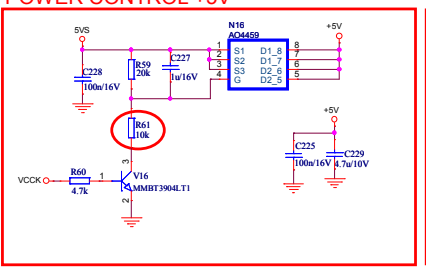 POWER CONTROL +5V
5VS
N16
AO4459
+5V
R59
20k
C227
1u/16V
C228
100n/16V
1
2
3
4
S1
S2
S3
G
D1_8
D1_7
D2_6
D2_5
8
7
6
5
R61
10k
+5V
C225
100n/16V
C229
4.7u/10V
VCCK
R60
4.7k
1
3
2
V16
MMBT3904LT1